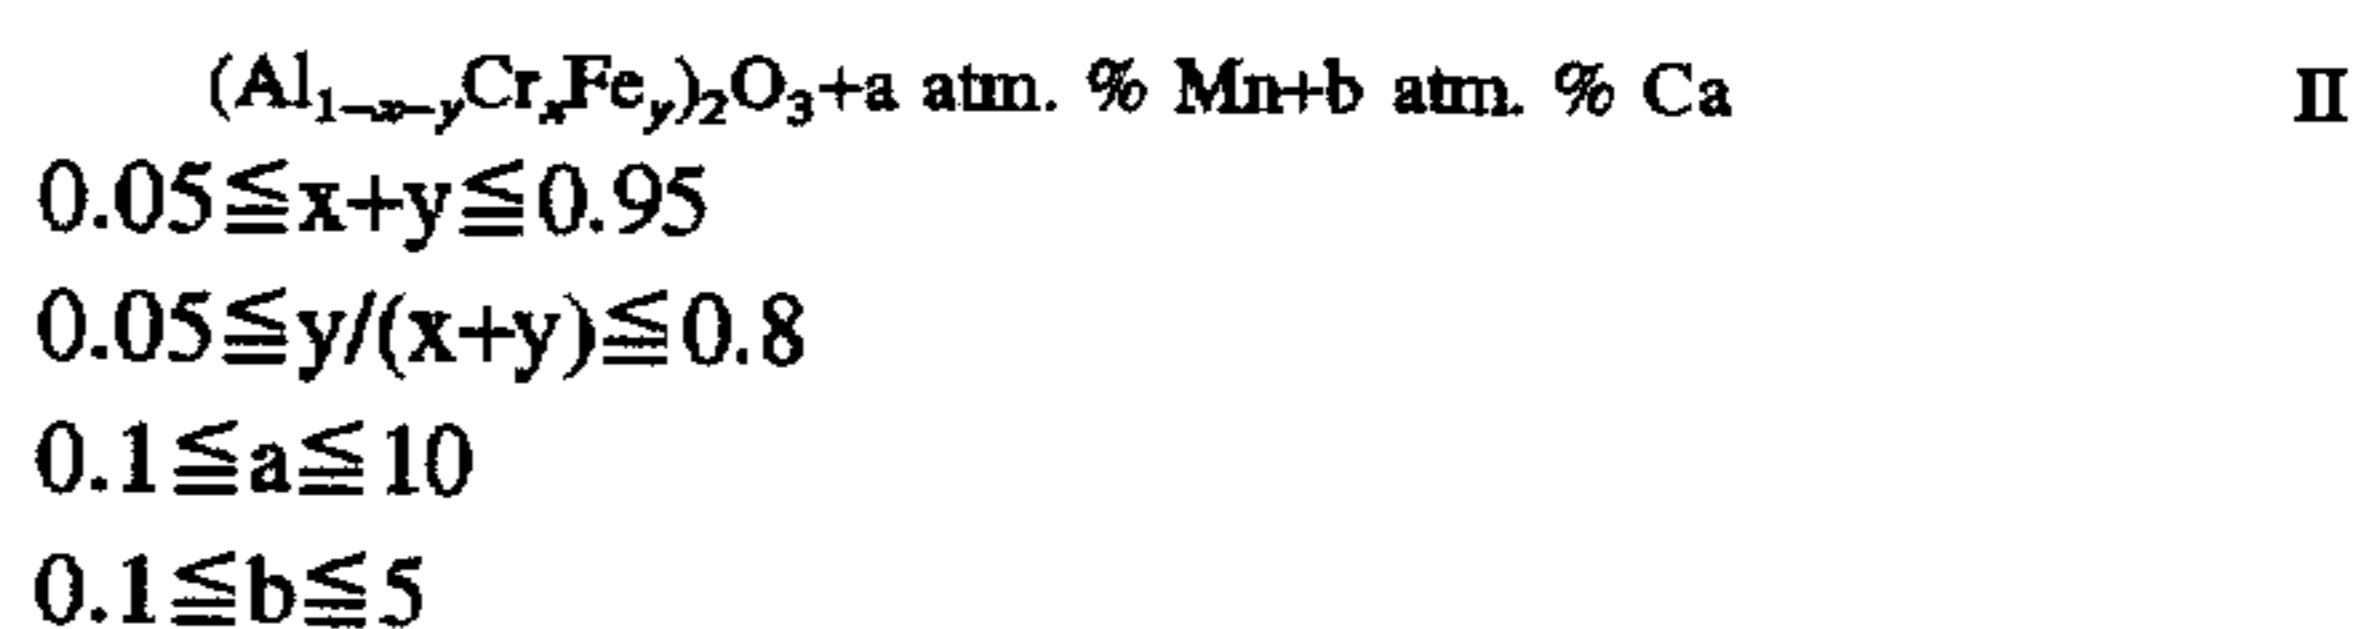 (Al₁₋ₓ₋ᵧCrₓFeᵧ)₂O₃+a atm. % Mn+b atm. % Ca II
0.05≦x+y≦0.95
0.05≦y/(x+y)≦0.8
0.1≦a≦10
0.1≦b≦5